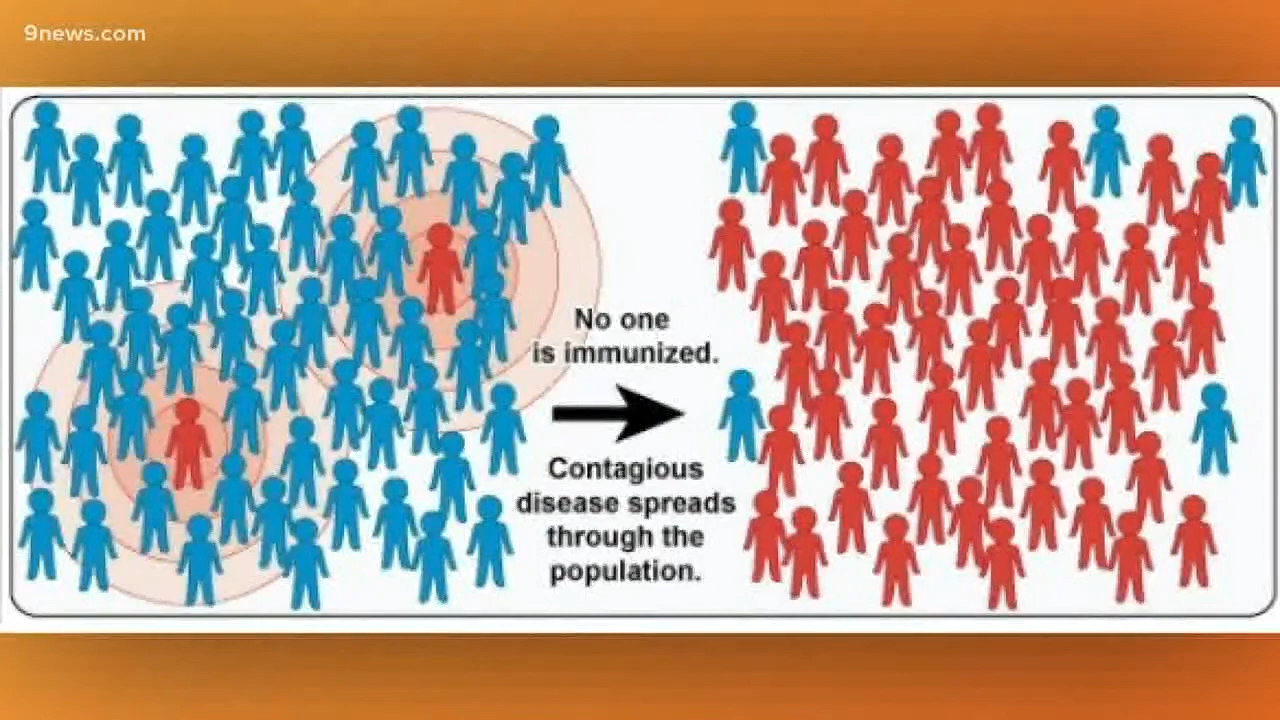 9news.com
No one
is immunized.
Contagious
disease spreads
through the
population.